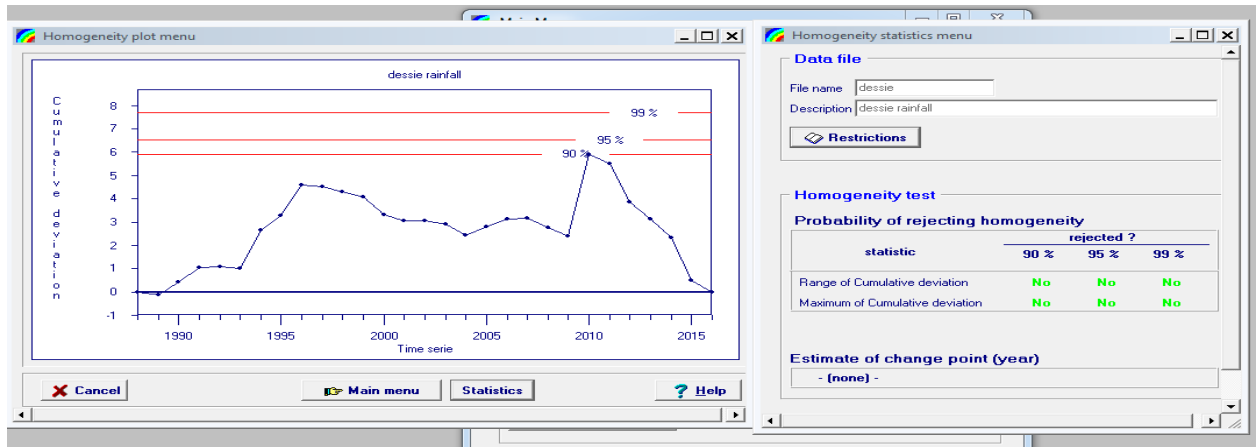 Homogeneity plot menu
dessie rainfall
Cumulative deviation
8
7
6
5
4
3
2
1
0
-1
99 %
95 %
90 %
1990 1995 2000 2005 2010 2015
Time serie
Cancel Main menu Statistics Help
Homogeneity statistics menu
Data file
File name dessie
Description dessie rainfall
Restrictions
Homogeneity test
Probability of rejecting homogeneity
rejected ?
statistic 90 % 95 % 99 %
Range of Cumulative deviation No No No
Maximum of Cumulative deviation No No No
Estimate of change point (year)
- (none) -